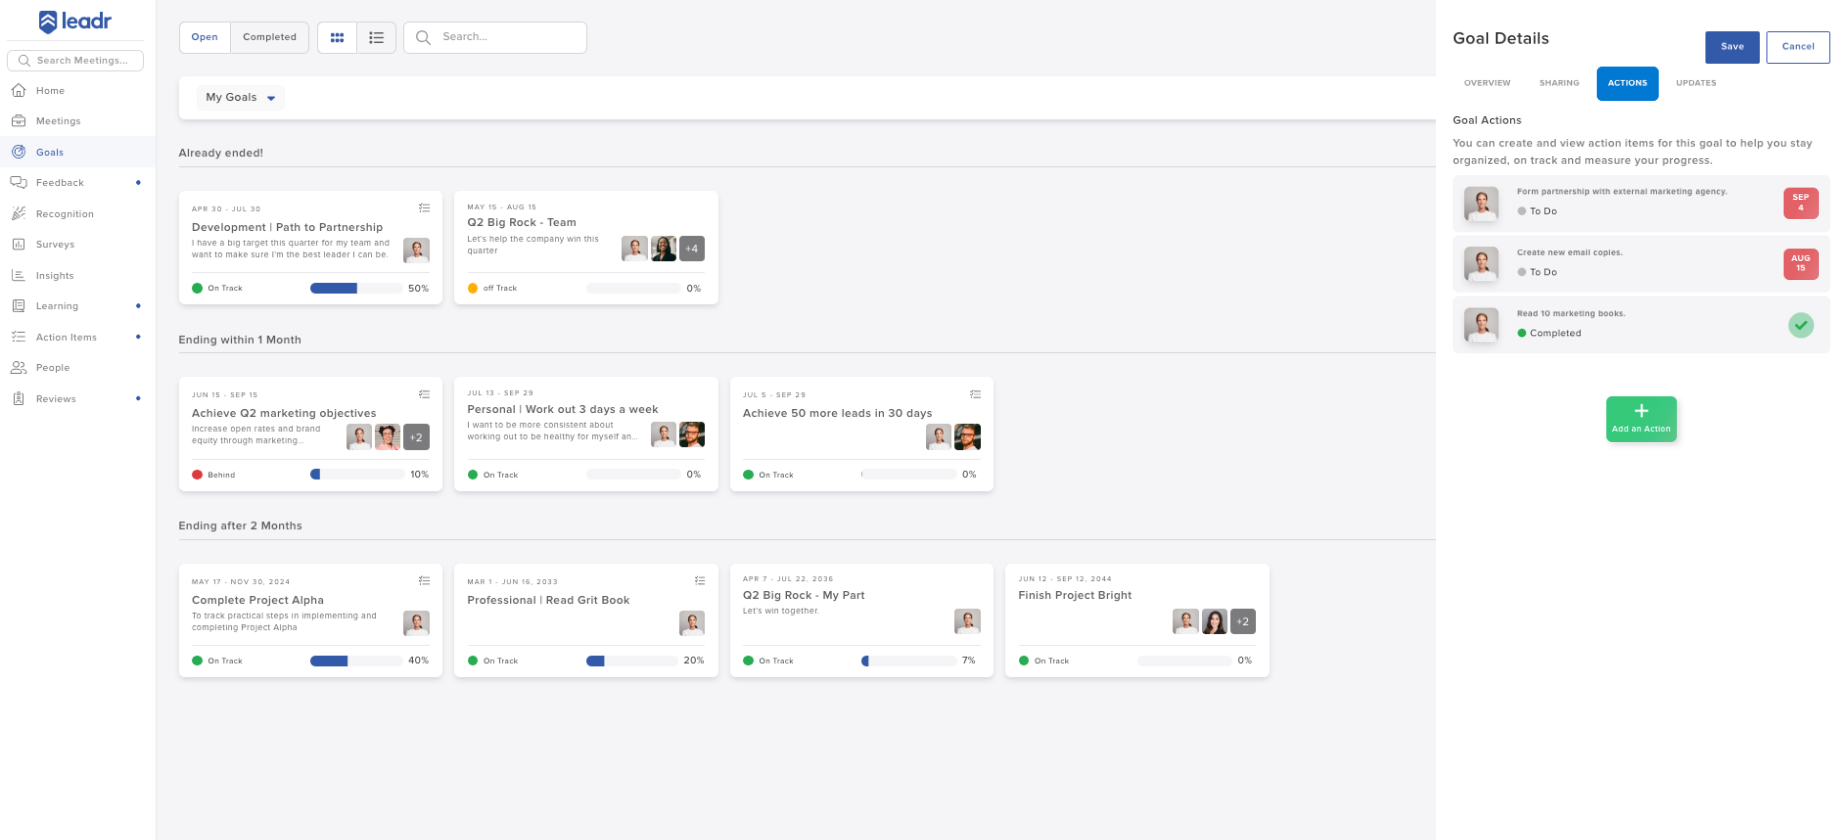 leadr
Search Meetings...
Home
Meetings
Goals
Feedback
Recognition
Surveys
Insights
Learning
Action Items
People
Reviews
Open
Completed
Search...
My Goals
Already ended!
APR 30 - JUL 30
Development | Path to Partnership
I have a big target this quarter for my team and
want to make sure I'm the best leader I can be.
On Track
50%
MAY 15 - AUG 15
Q2 Big Rock - Team
Let's help the company win this
quarter
+4
off Track
0%
Ending within 1 Month
JUN 15 - SEP 15
Achieve Q2 marketing objectives
Increase open rates and brand
equity through marketing...
+2
Behind
10%
JUL 13 - SEP 29
Personal | Work out 3 days a week
I want to be more consistent about
working out to be healthy for myself an...
On Track
0%
JUL 5 - SEP 29
Achieve 50 more leads in 30 days
On Track
0%
Ending after 2 Months
MAY 17 - NOV 30, 2024
Complete Project Alpha
To track practical steps in implementing and
completing Project Alpha
On Track
40%
MAR 1 - JUN 16, 2033
Professional | Read Grit Book
On Track
20%
APR 7 - JUL 22, 2036
Q2 Big Rock - My Part
Let's win together.
On Track
7%
JUN 12 - SEP 12, 2044
Finish Project Bright
+2
On Track
0%
Goal Details
Save
Cancel
OVERVIEW
SHARING
ACTIONS
UPDATES
Goal Actions
You can create and view action items for this goal to help you stay
organized, on track and measure your progress.
Form partnership with external marketing agency.
To Do
SEP
4
Create new email copies.
To Do
AUG
15
Read 10 marketing books.
Completed
+
Add an Action